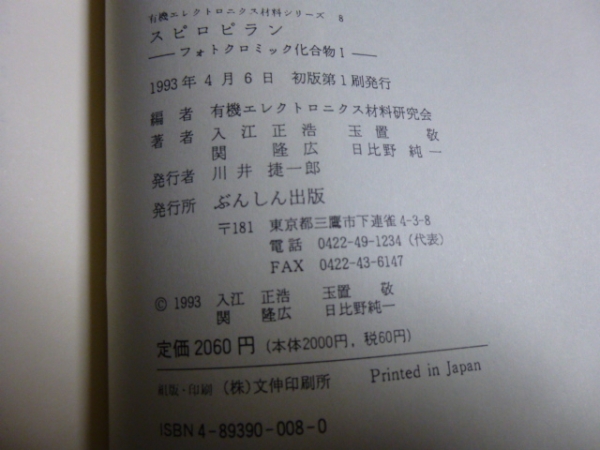 有機エレクトロニクス材料シリーズ 8
スピロピラン
――フォトクロミック化合物1――
1993年4月6日 初版第1刷発行
編者 有機エレクトロニクス材料研究会
著者 入江正浩 玉置敬
関隆広 日比野純一
発行者 川井捷一郎
発行所 ぶんしん出版
〒181 東京都三鷹市下連雀4-3-8
電話 0422-49-1234(代表)
FAX 0422-43-6147
© 1993 入江正浩 玉置敬
関隆広 日比野純一
定価2060円(本体2000円,税60円)
組版・印刷 (株)文伸印刷所 Printed in Japan
ISBN 4-89390-008-0